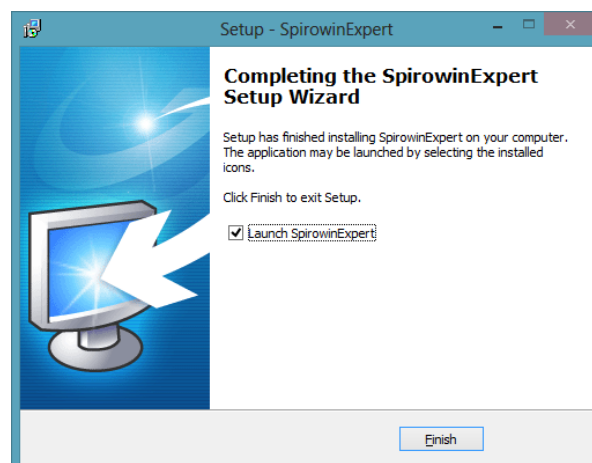 Setup - SpirowinExpert
Completing the SpirowinExpert
Setup Wizard
Setup has finished installing SpirowinExpert on your computer.
The application may be launched by selecting the installed
icons.
Click Finish to exit Setup.
Launch SpirowinExpert
Finish